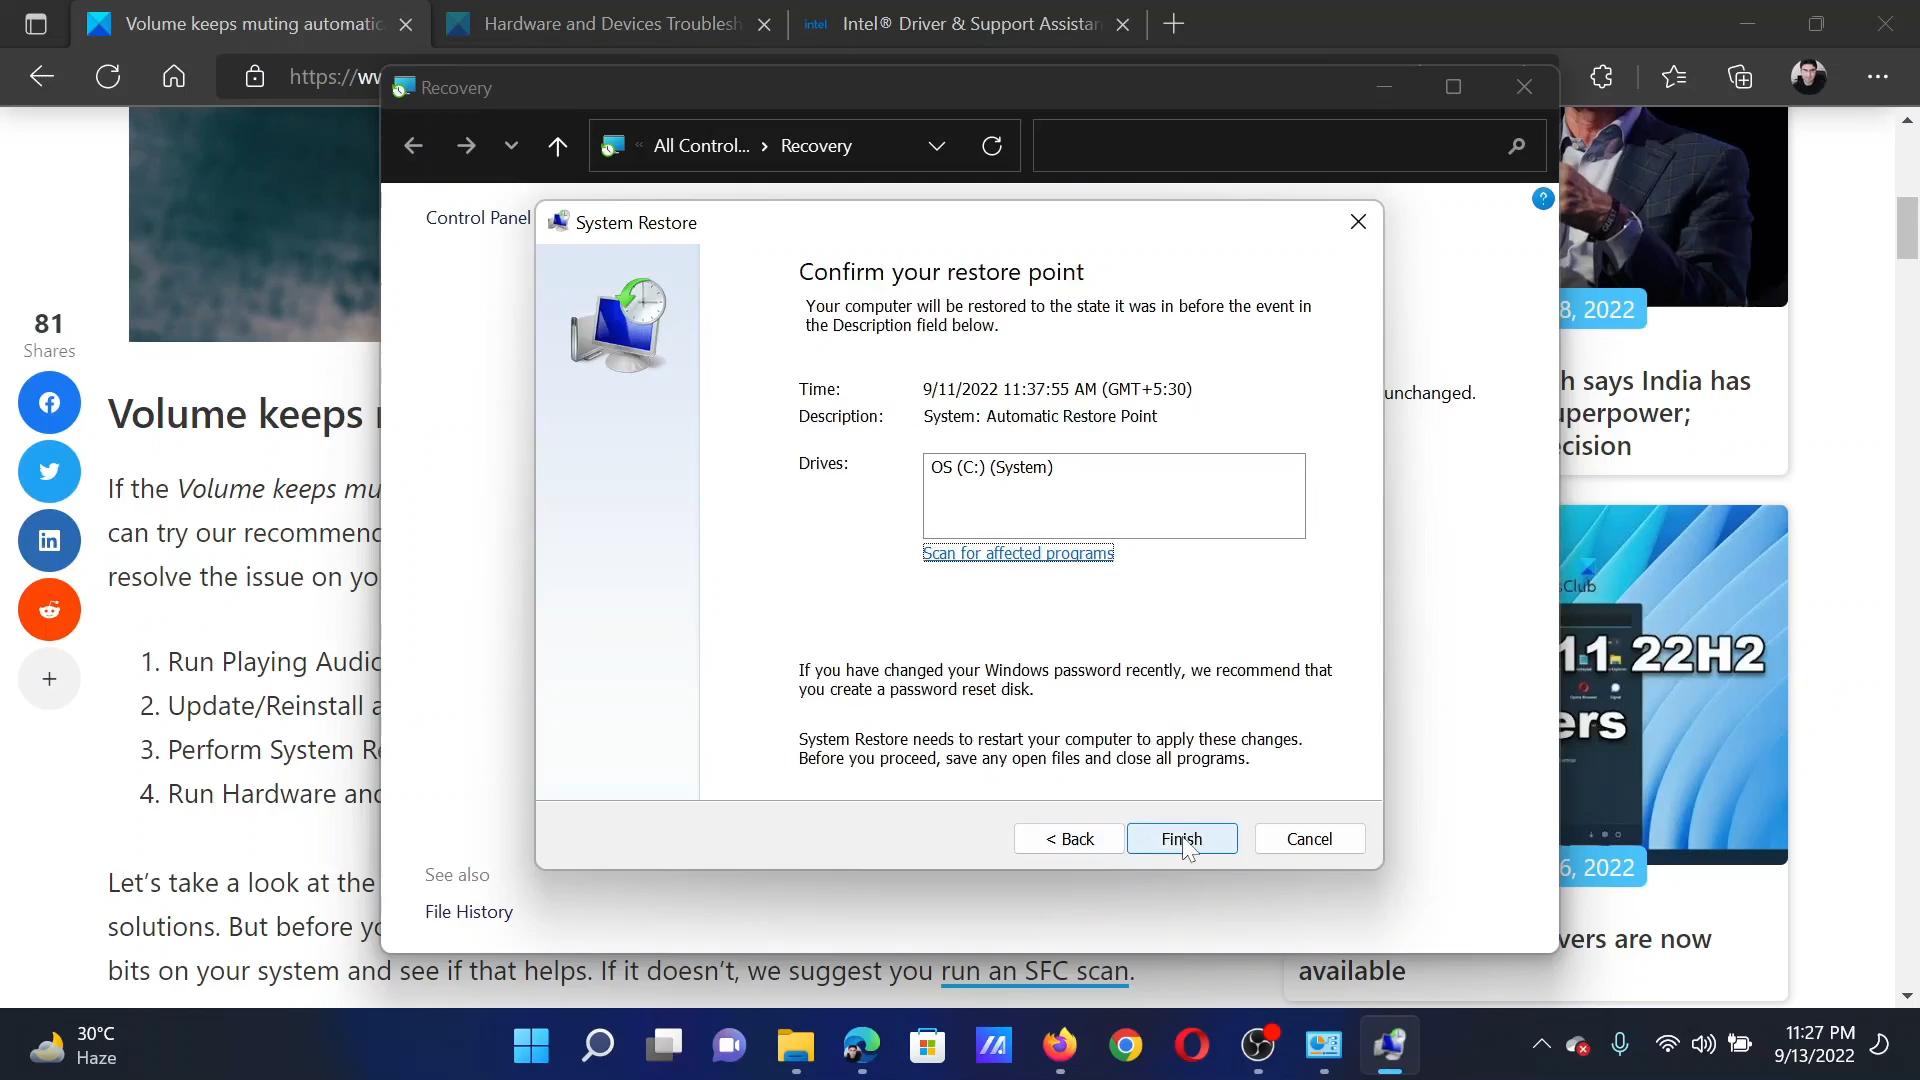 Volume keeps muting automatic
Hardware and Devices Troublesh
intel Intel® Driver & Support Assistan
https://ww
Recovery
All Control... > Recovery
Control Panel
System Restore
Confirm your restore point
Your computer will be restored to the state it was in before the event in
the Description field below.
Time: 9/11/2022 11:37:55 AM (GMT+5:30)
Description: System: Automatic Restore Point
Drives: OS (C:) (System)
Scan for affected programs
If you have changed your Windows password recently, we recommend that
you create a password reset disk.
System Restore needs to restart your computer to apply these changes.
Before you proceed, save any open files and close all programs.
< Back
Finish
Cancel
unchanged.
See also
File History
81
Shares
+
Volume keeps
If the Volume keeps mu
can try our recommend
resolve the issue on yo
1. Run Playing Audio
2. Update/Reinstall a
3. Perform System Re
4. Run Hardware and
Let's take a look at the
solutions. But before yo
bits on your system and see if that helps. If it doesn't, we suggest you run an SFC scan.
8, 2022
h says India has
uperpower;
cision
sClub
11 22H2
ers
6, 2022
vers are now
available
30°C
Haze
11:27 PM
9/13/2022